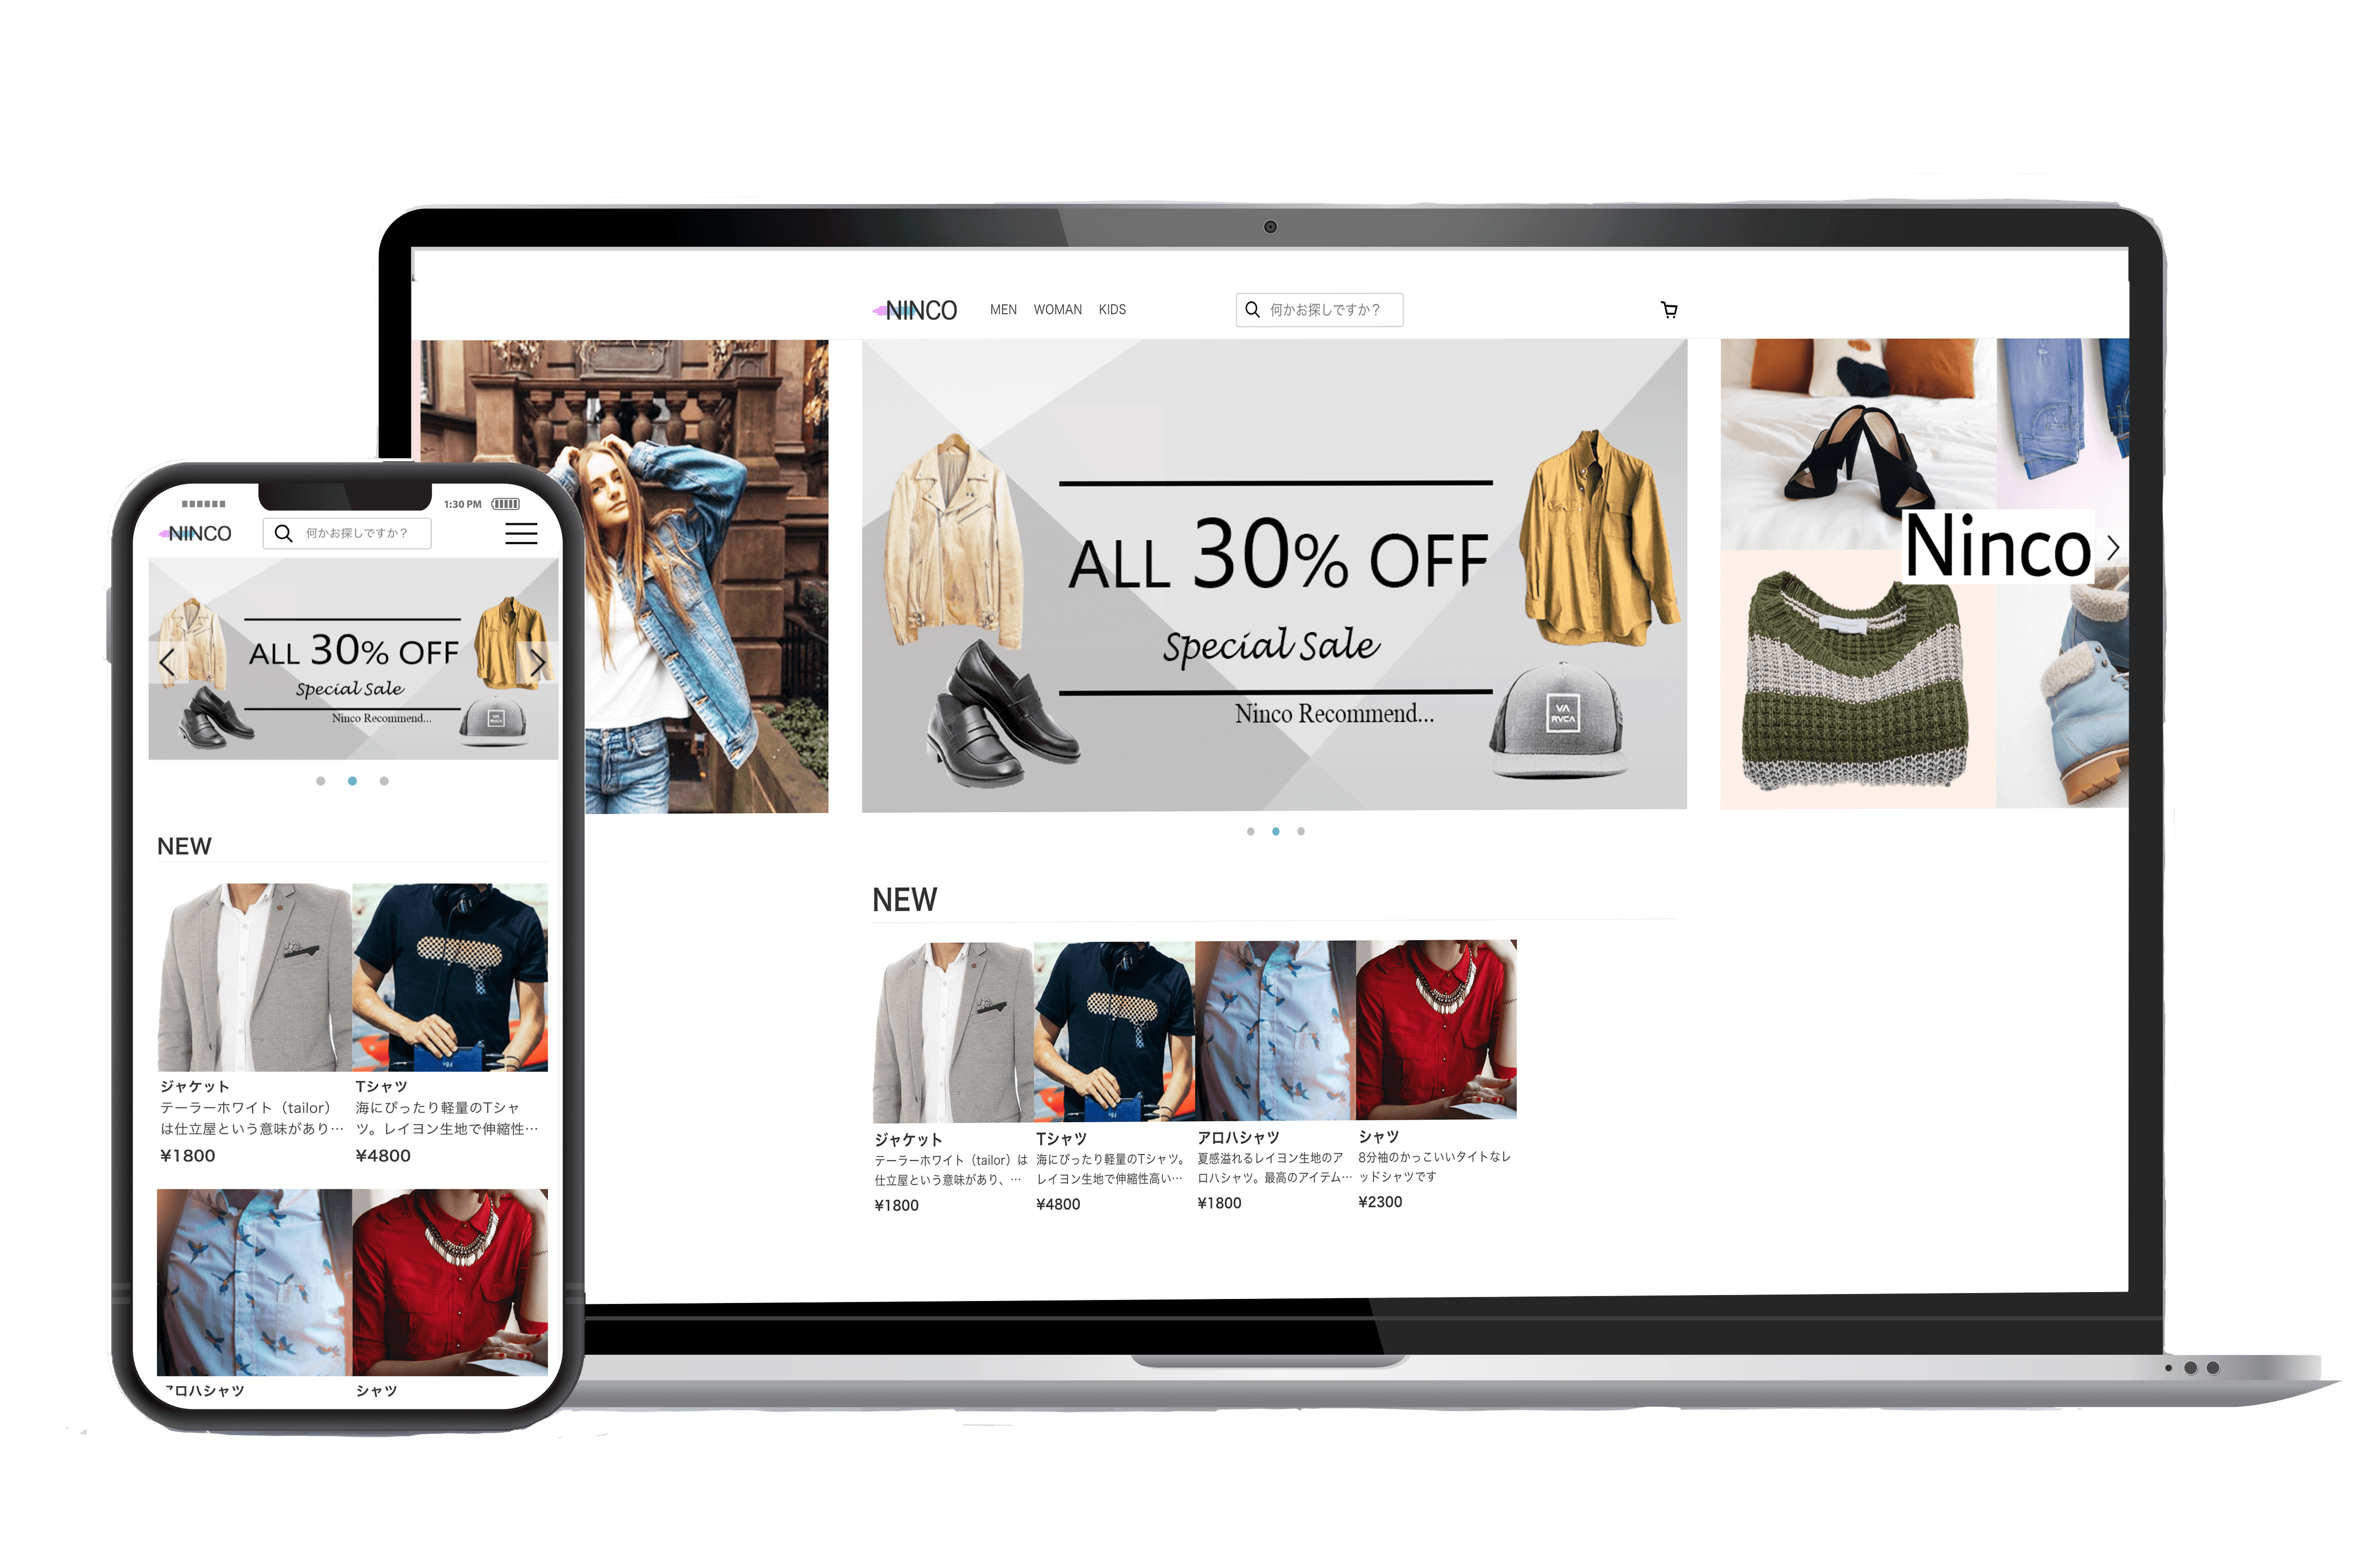 NINCO MEN WOMAN KIDS 何かお探しですか？
ALL 30% OFF
Special Sale
Ninco Recommend...
VA
RVCA
Ninco
NEW
ジャケット
テーラーホワイト（tailor）は
仕立屋という意味があり、…
¥1800
Tシャツ
海にぴったり軽量のTシャツ。
レイヨン生地で伸縮性高い…
¥4800
アロハシャツ
夏感溢れるレイヨン生地のア
ロハシャツ。最高のアイテム…
¥1800
シャツ
8分袖のかっこいいタイトなレ
ッドシャツです
¥2300
1:30 PM
NINCO 何かお探しですか？
ALL 30% OFF
Special Sale
Ninco Recommend...
VA
RVCA
NEW
ジャケット
テーラーホワイト（tailor）
は仕立屋という意味があり…
¥1800
Tシャツ
海にぴったり軽量のTシャ
ツ。レイヨン生地で伸縮性…
¥4800
アロハシャツ
シャツ